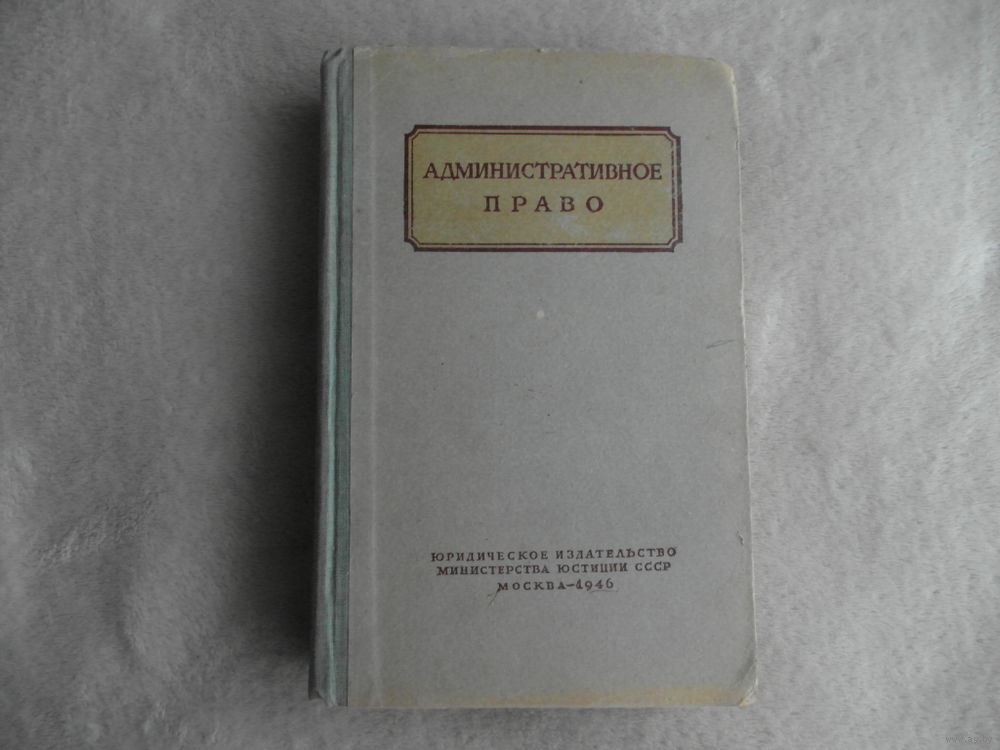 АДМИНИСТРАТИВНОЕ
ПРАВО
ЮРИДИЧЕСКОЕ ИЗДАТЕЛЬСТВО
МИНИСТЕРСТВА ЮСТИЦИИ СССР
МОСКВА—1946